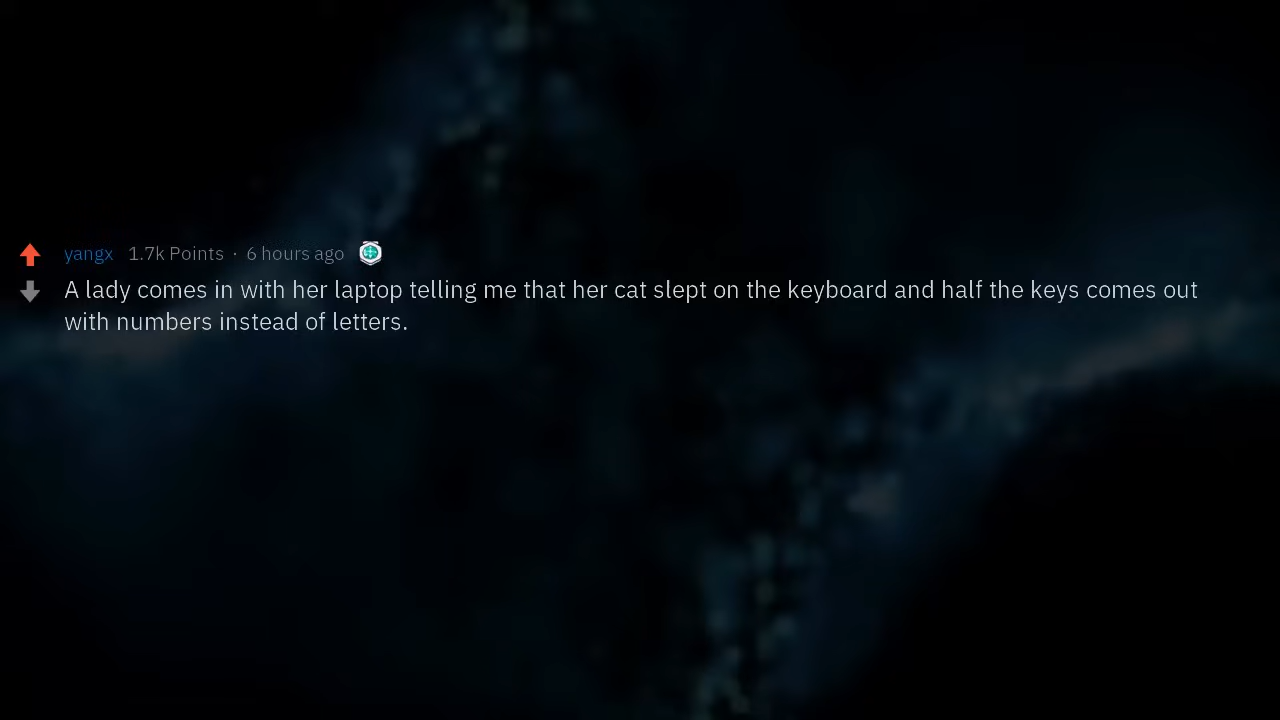 yangx 1.7k Points · 6 hours ago
A lady comes in with her laptop telling me that her cat slept on the keyboard and half the keys comes out
with numbers instead of letters.